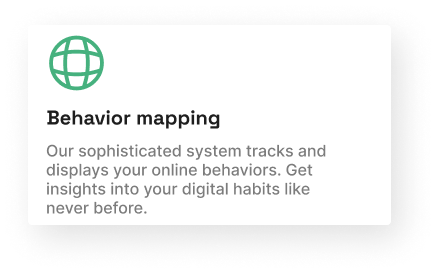 Behavior mapping
Our sophisticated system tracks and
displays your online behaviors. Get
insights into your digital habits like
never before.